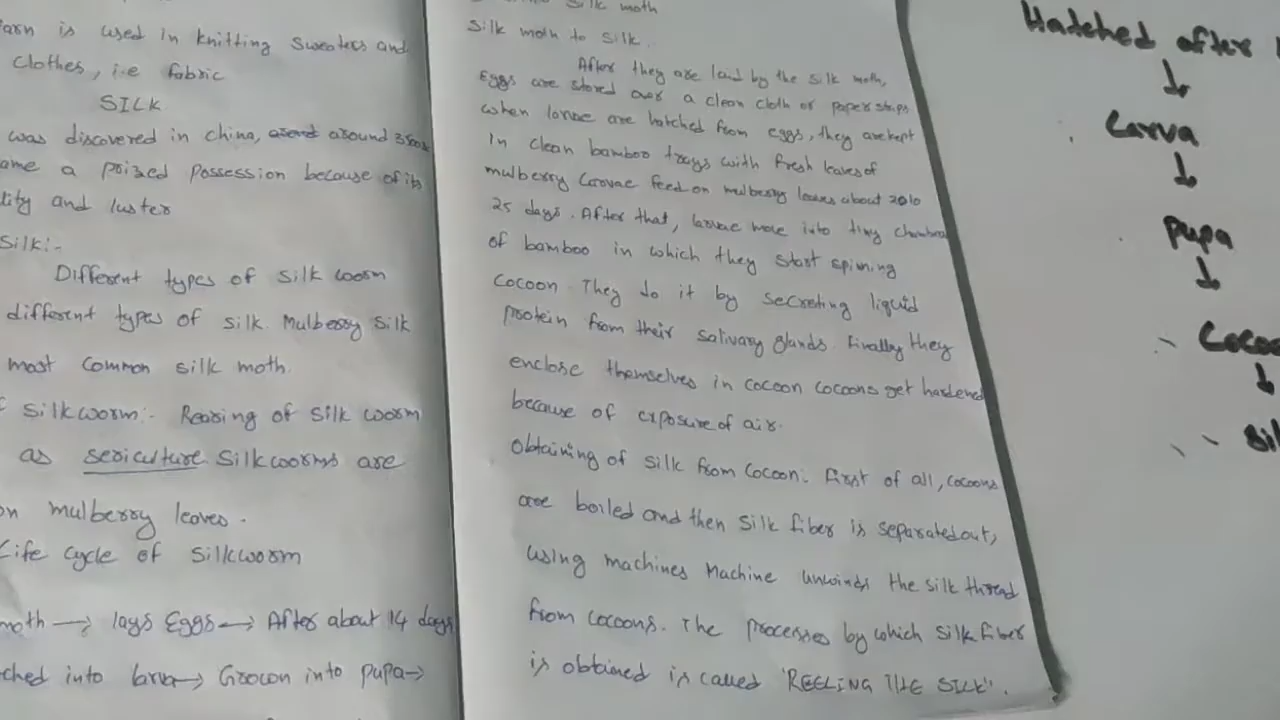 is used in knitting sweaters and
clothes, i.e fabric
SILK
was discovered in china, around
a prized possession because of its
and luster
Silk:-
Different types of silk worm
different types of silk. Mulberry silk
most common silk moth.
silkworm:- Rearing of silk worm
as sericulture. Silkworms are
mulberry leaves.
Life cycle of silkworm
moth → lays Eggs → After about 14 days
into → Grown into pupa →
silk moth
Silk moth to silk.
After they are laid by the silk moth,
Eggs are stored over a clean cloth or paper strips
when larvae are hatched from eggs, they are kept
In clean bamboo trays with fresh leaves of
mulberry Larvae feed on mulberry leaves about 20 to
25 days. After that, larvae move into tiny
of bamboo in which they start spinning
cocoon. They do it by secreting liquid
protein from their salivary glands. Finally they
enclose themselves in cocoon cocoons get hardened
because of exposure of air.
Obtaining of silk from cocoon:- First of all, cocoons
are boiled and then silk fiber is separated out,
using machines Machine unwinds the silk thread
from cocoons. The processes by which silk fiber
is obtained is called "REELING THE SILK".
Hatched after
↓
Larva
↓
pupa
↓
↓